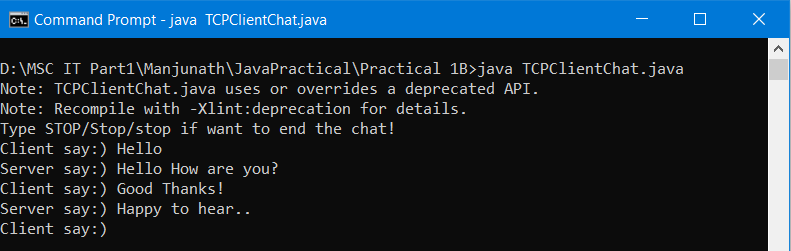 Command Prompt - java  TCPClientChat.java
D:\MSC IT Part1\Manjunath\JavaPractical\Practical 1B>java TCPClientChat.java
Note: TCPClientChat.java uses or overrides a deprecated API.
Note: Recompile with -Xlint:deprecation for details.
Type STOP/Stop/stop if want to end the chat!
Client say:) Hello
Server say:) Hello How are you?
Client say:) Good Thanks!
Server say:) Happy to hear..
Client say:)